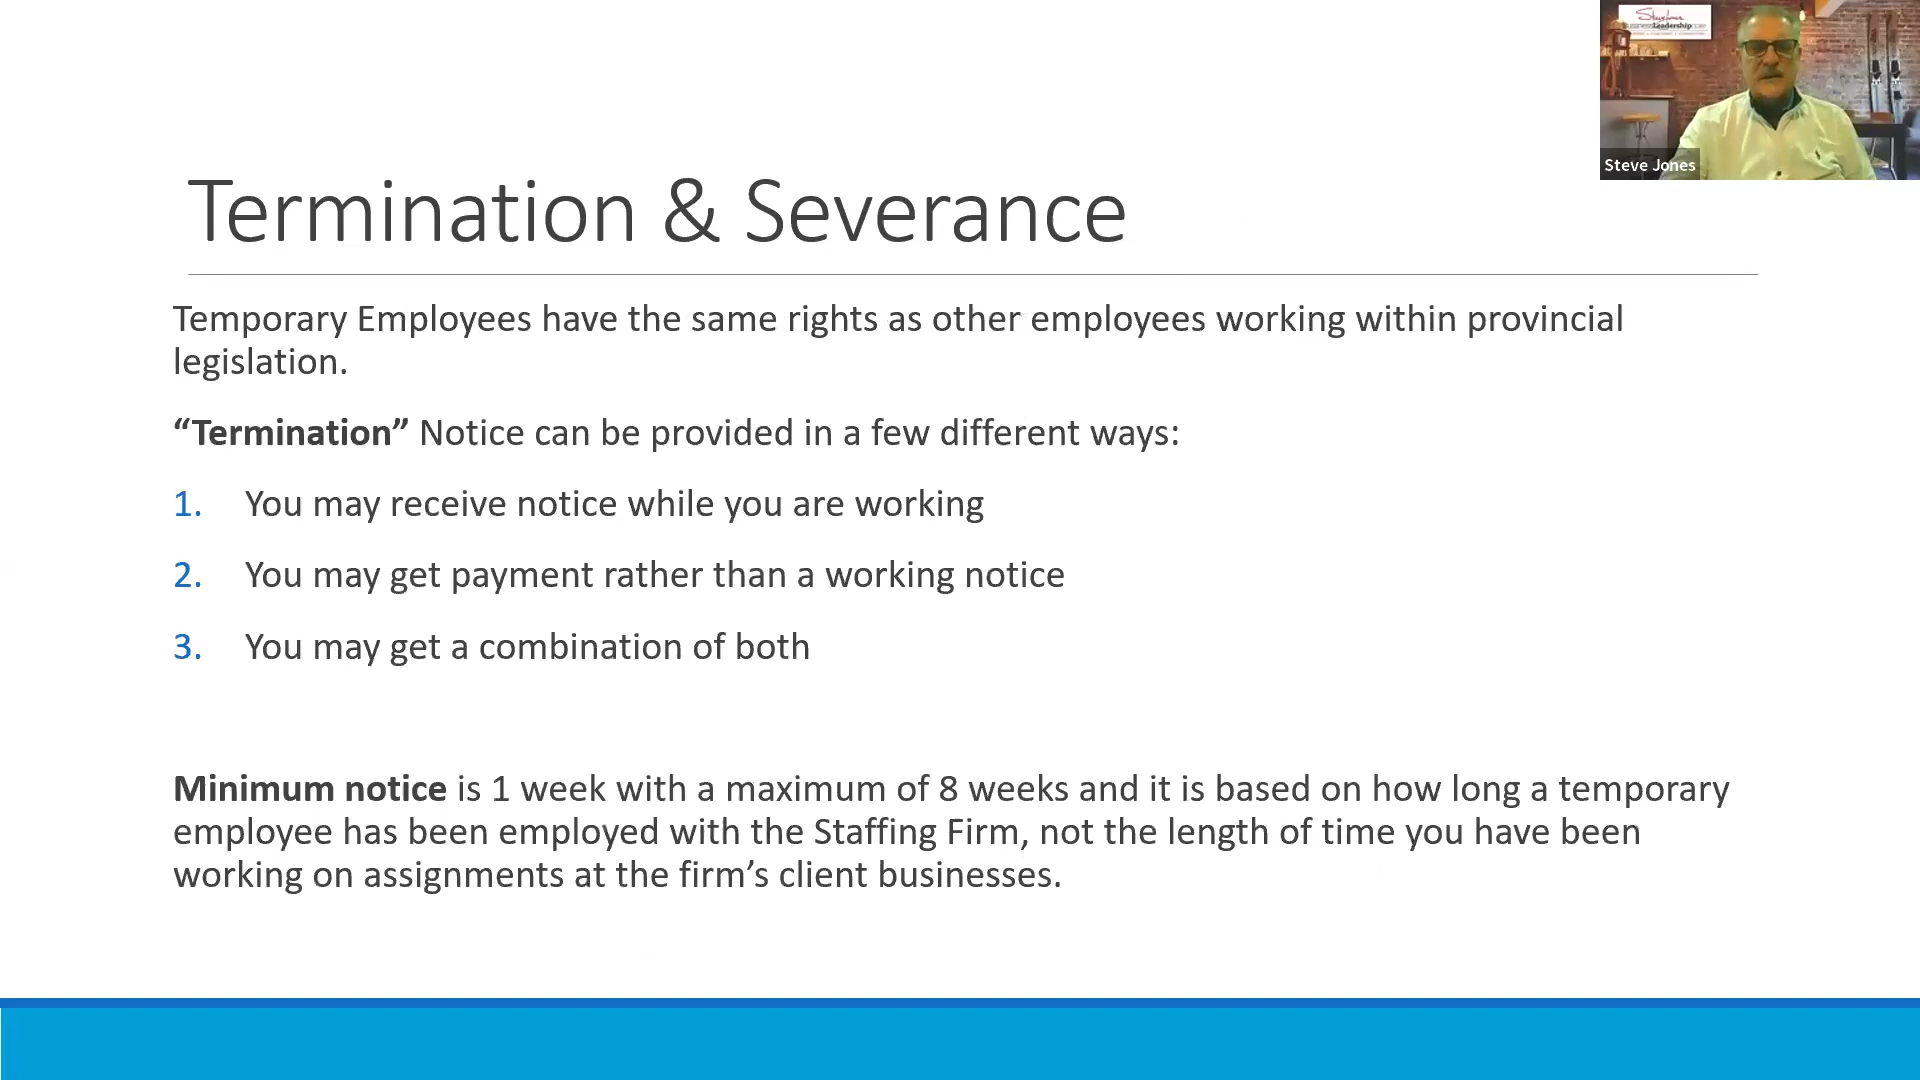 Leadership
Steve Jones
Termination & Severance
Temporary Employees have the same rights as other employees working within provincial
legislation.
“Termination” Notice can be provided in a few different ways:
1. You may receive notice while you are working
2. You may get payment rather than a working notice
3. You may get a combination of both
Minimum notice is 1 week with a maximum of 8 weeks and it is based on how long a temporary
employee has been employed with the Staffing Firm, not the length of time you have been
working on assignments at the firm’s client businesses.